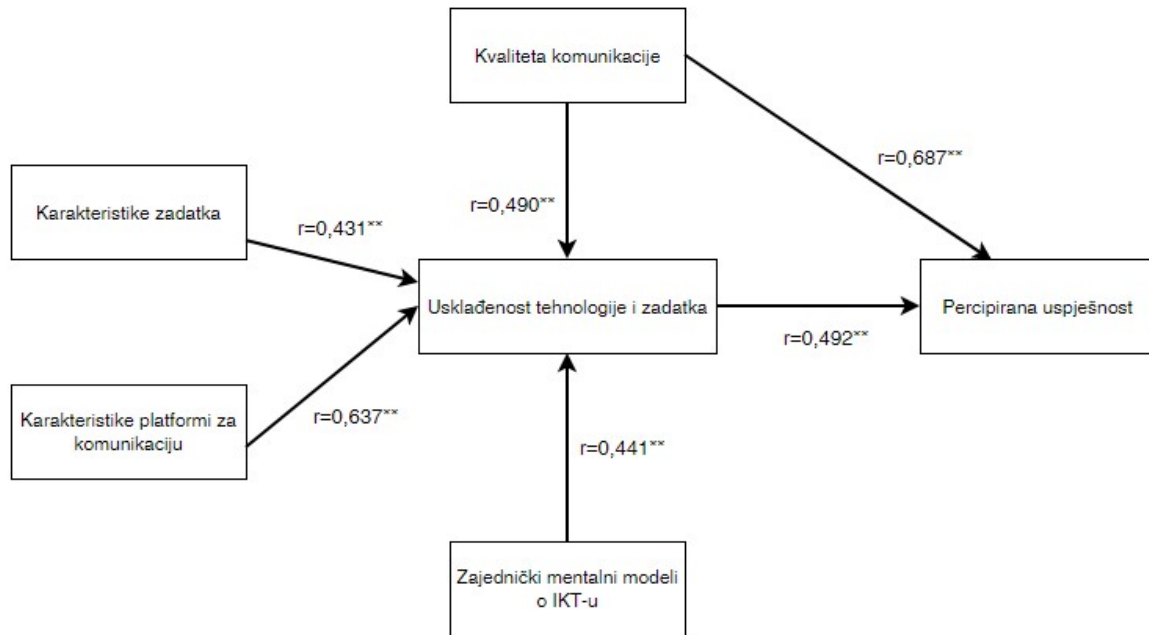 Kvaliteta komunikacije
r=0,687**
r=0,490**
Karakteristike zadatka
r=0,431**
Usklađenost tehnologije i zadatka
Percipirana uspješnost
r=0,492**
Karakteristike platformi za
komunikaciju
r=0,637**
r=0,441**
Zajednički mentalni modeli
o IKT-u